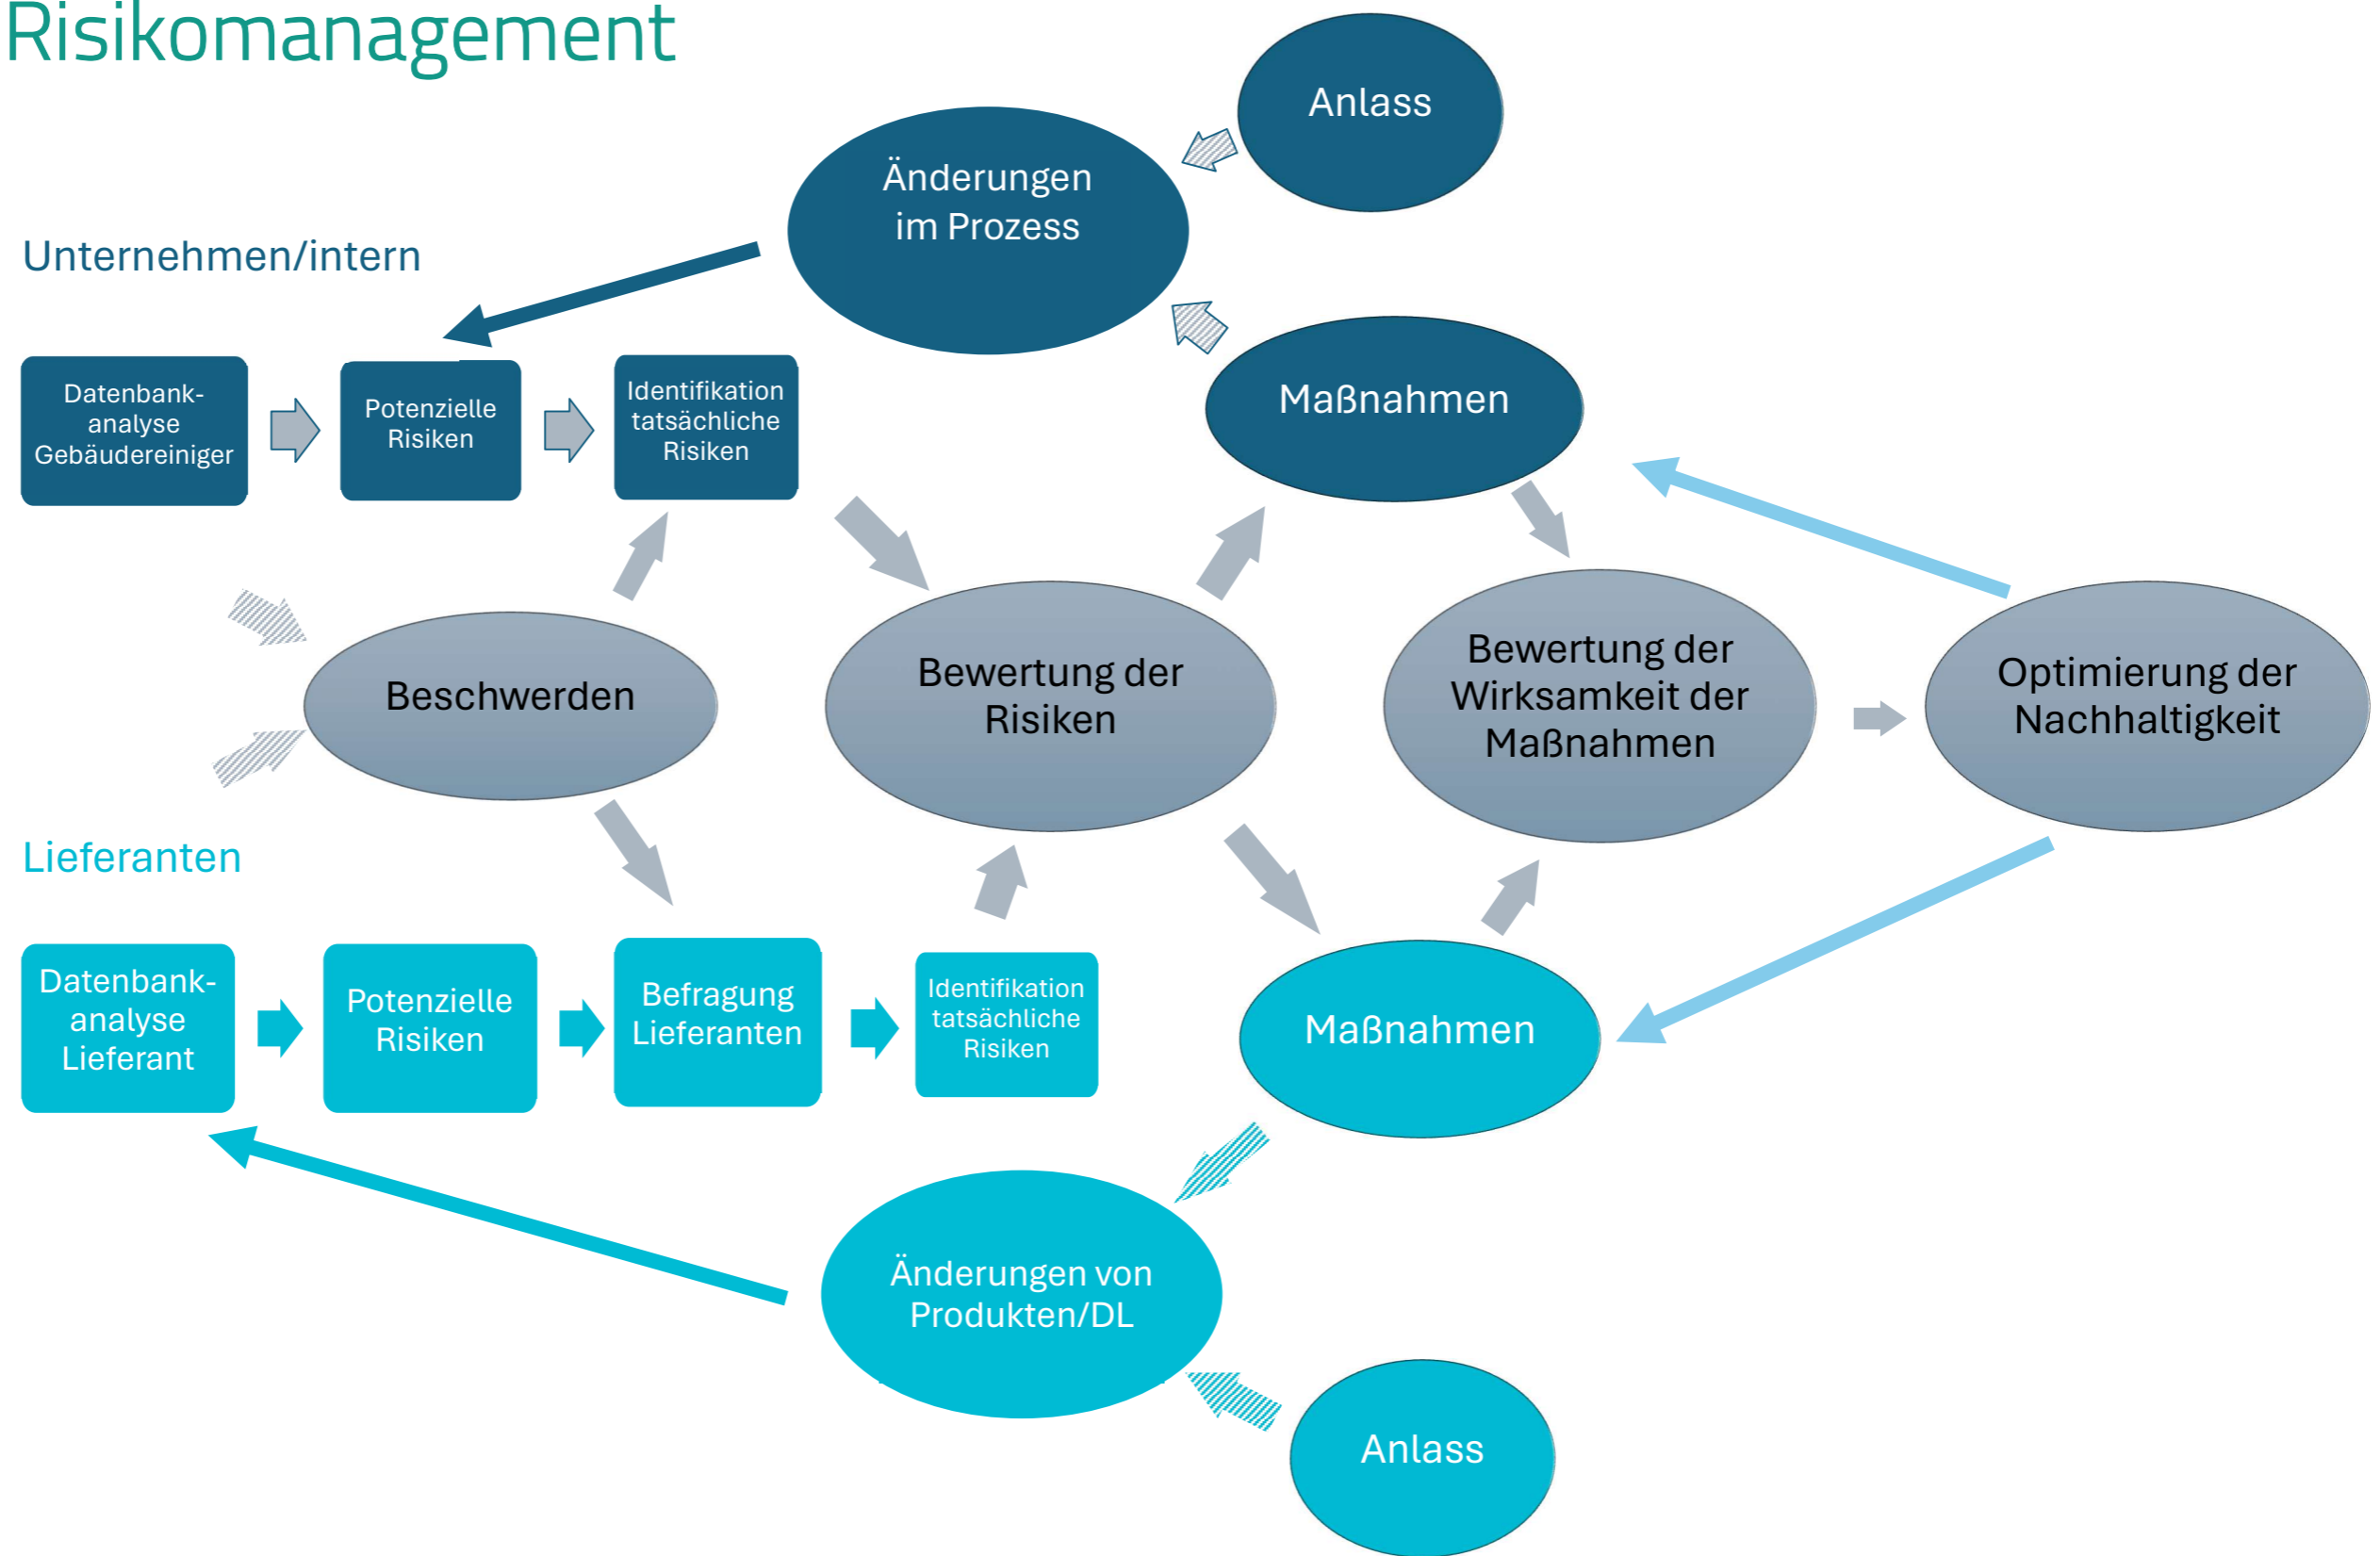 Risikomanagement
Anlass
Änderungen
im Prozess
Unternehmen/intern
Maßnahmen
Datenbank-
analyse
Gebäudereiniger
Potenzielle
Risiken
Identifikation
tatsächliche
Risiken
Beschwerden
Bewertung der
Risiken
Bewertung der
Wirksamkeit der
Maßnahmen
Optimierung der
Nachhaltigkeit
Lieferanten
Datenbank-
analyse
Lieferant
Potenzielle
Risiken
Befragung
Lieferanten
Identifikation
tatsächliche
Risiken
Maßnahmen
Änderungen von
Produkten/DL
Anlass